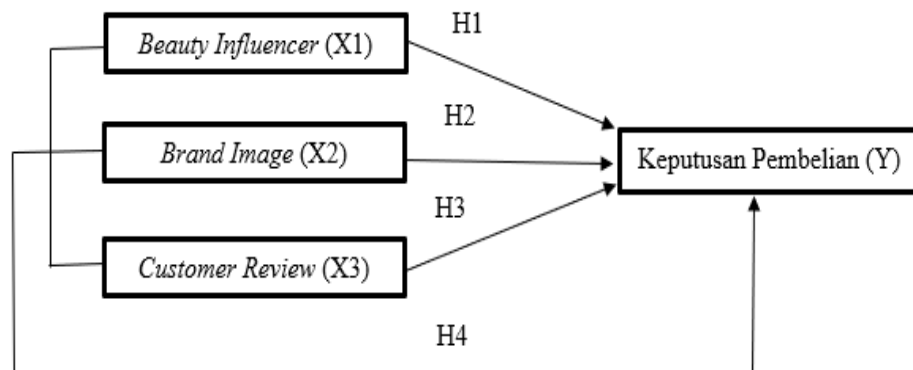 H1
Beauty Influencer (X1)
H2
Brand Image (X2)
Keputusan Pembelian (Y)
H3
Customer Review (X3)
H4